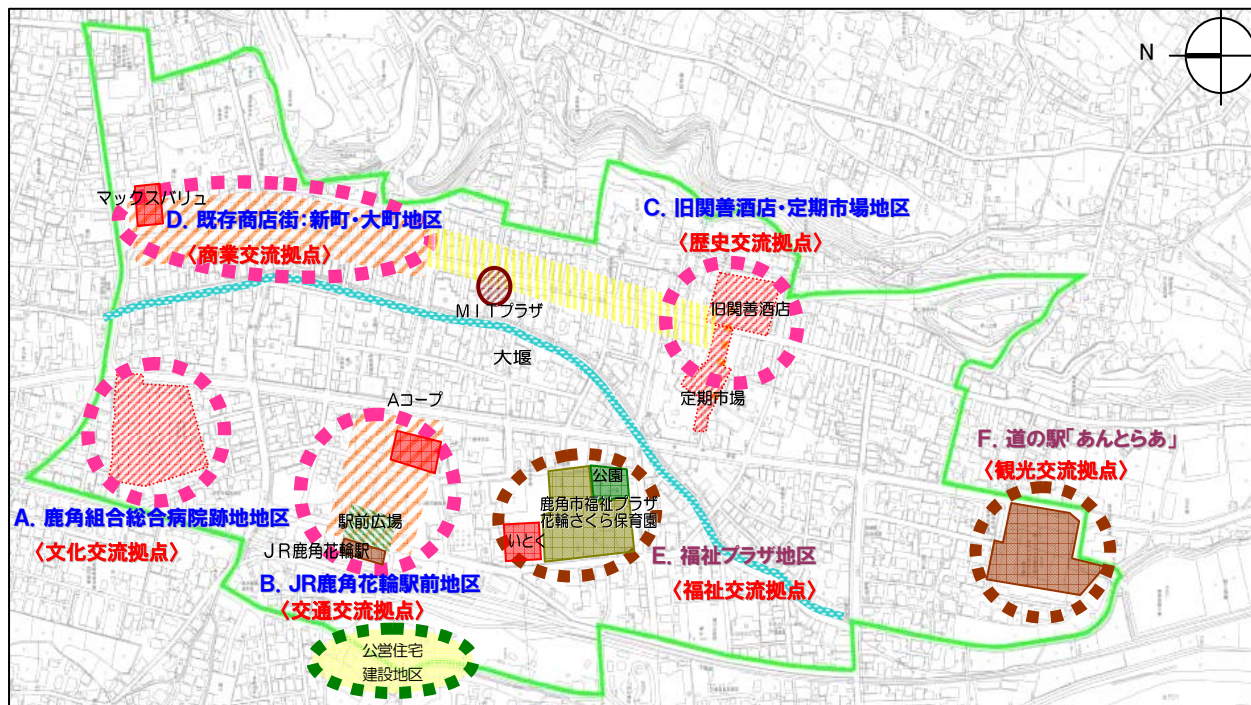 N
マックスバリュ
D. 既存商店街:新町・大町地区
〈商業交流拠点〉
C. 旧関善酒店・定期市場地区
〈歴史交流拠点〉
MITプラザ
旧関善酒店
大堰
定期市場
Aコープ
F. 道の駅「あんとらあ」
〈観光交流拠点〉
公園
鹿角市福祉プラザ
花輪さくら保育園
いとく
A. 鹿角組合総合病院跡地地区
〈文化交流拠点〉
駅前広場
JR鹿角花輪駅
E. 福祉プラザ地区
〈福祉交流拠点〉
B. JR鹿角花輪駅前地区
〈交通交流拠点〉
公営住宅
建設地区